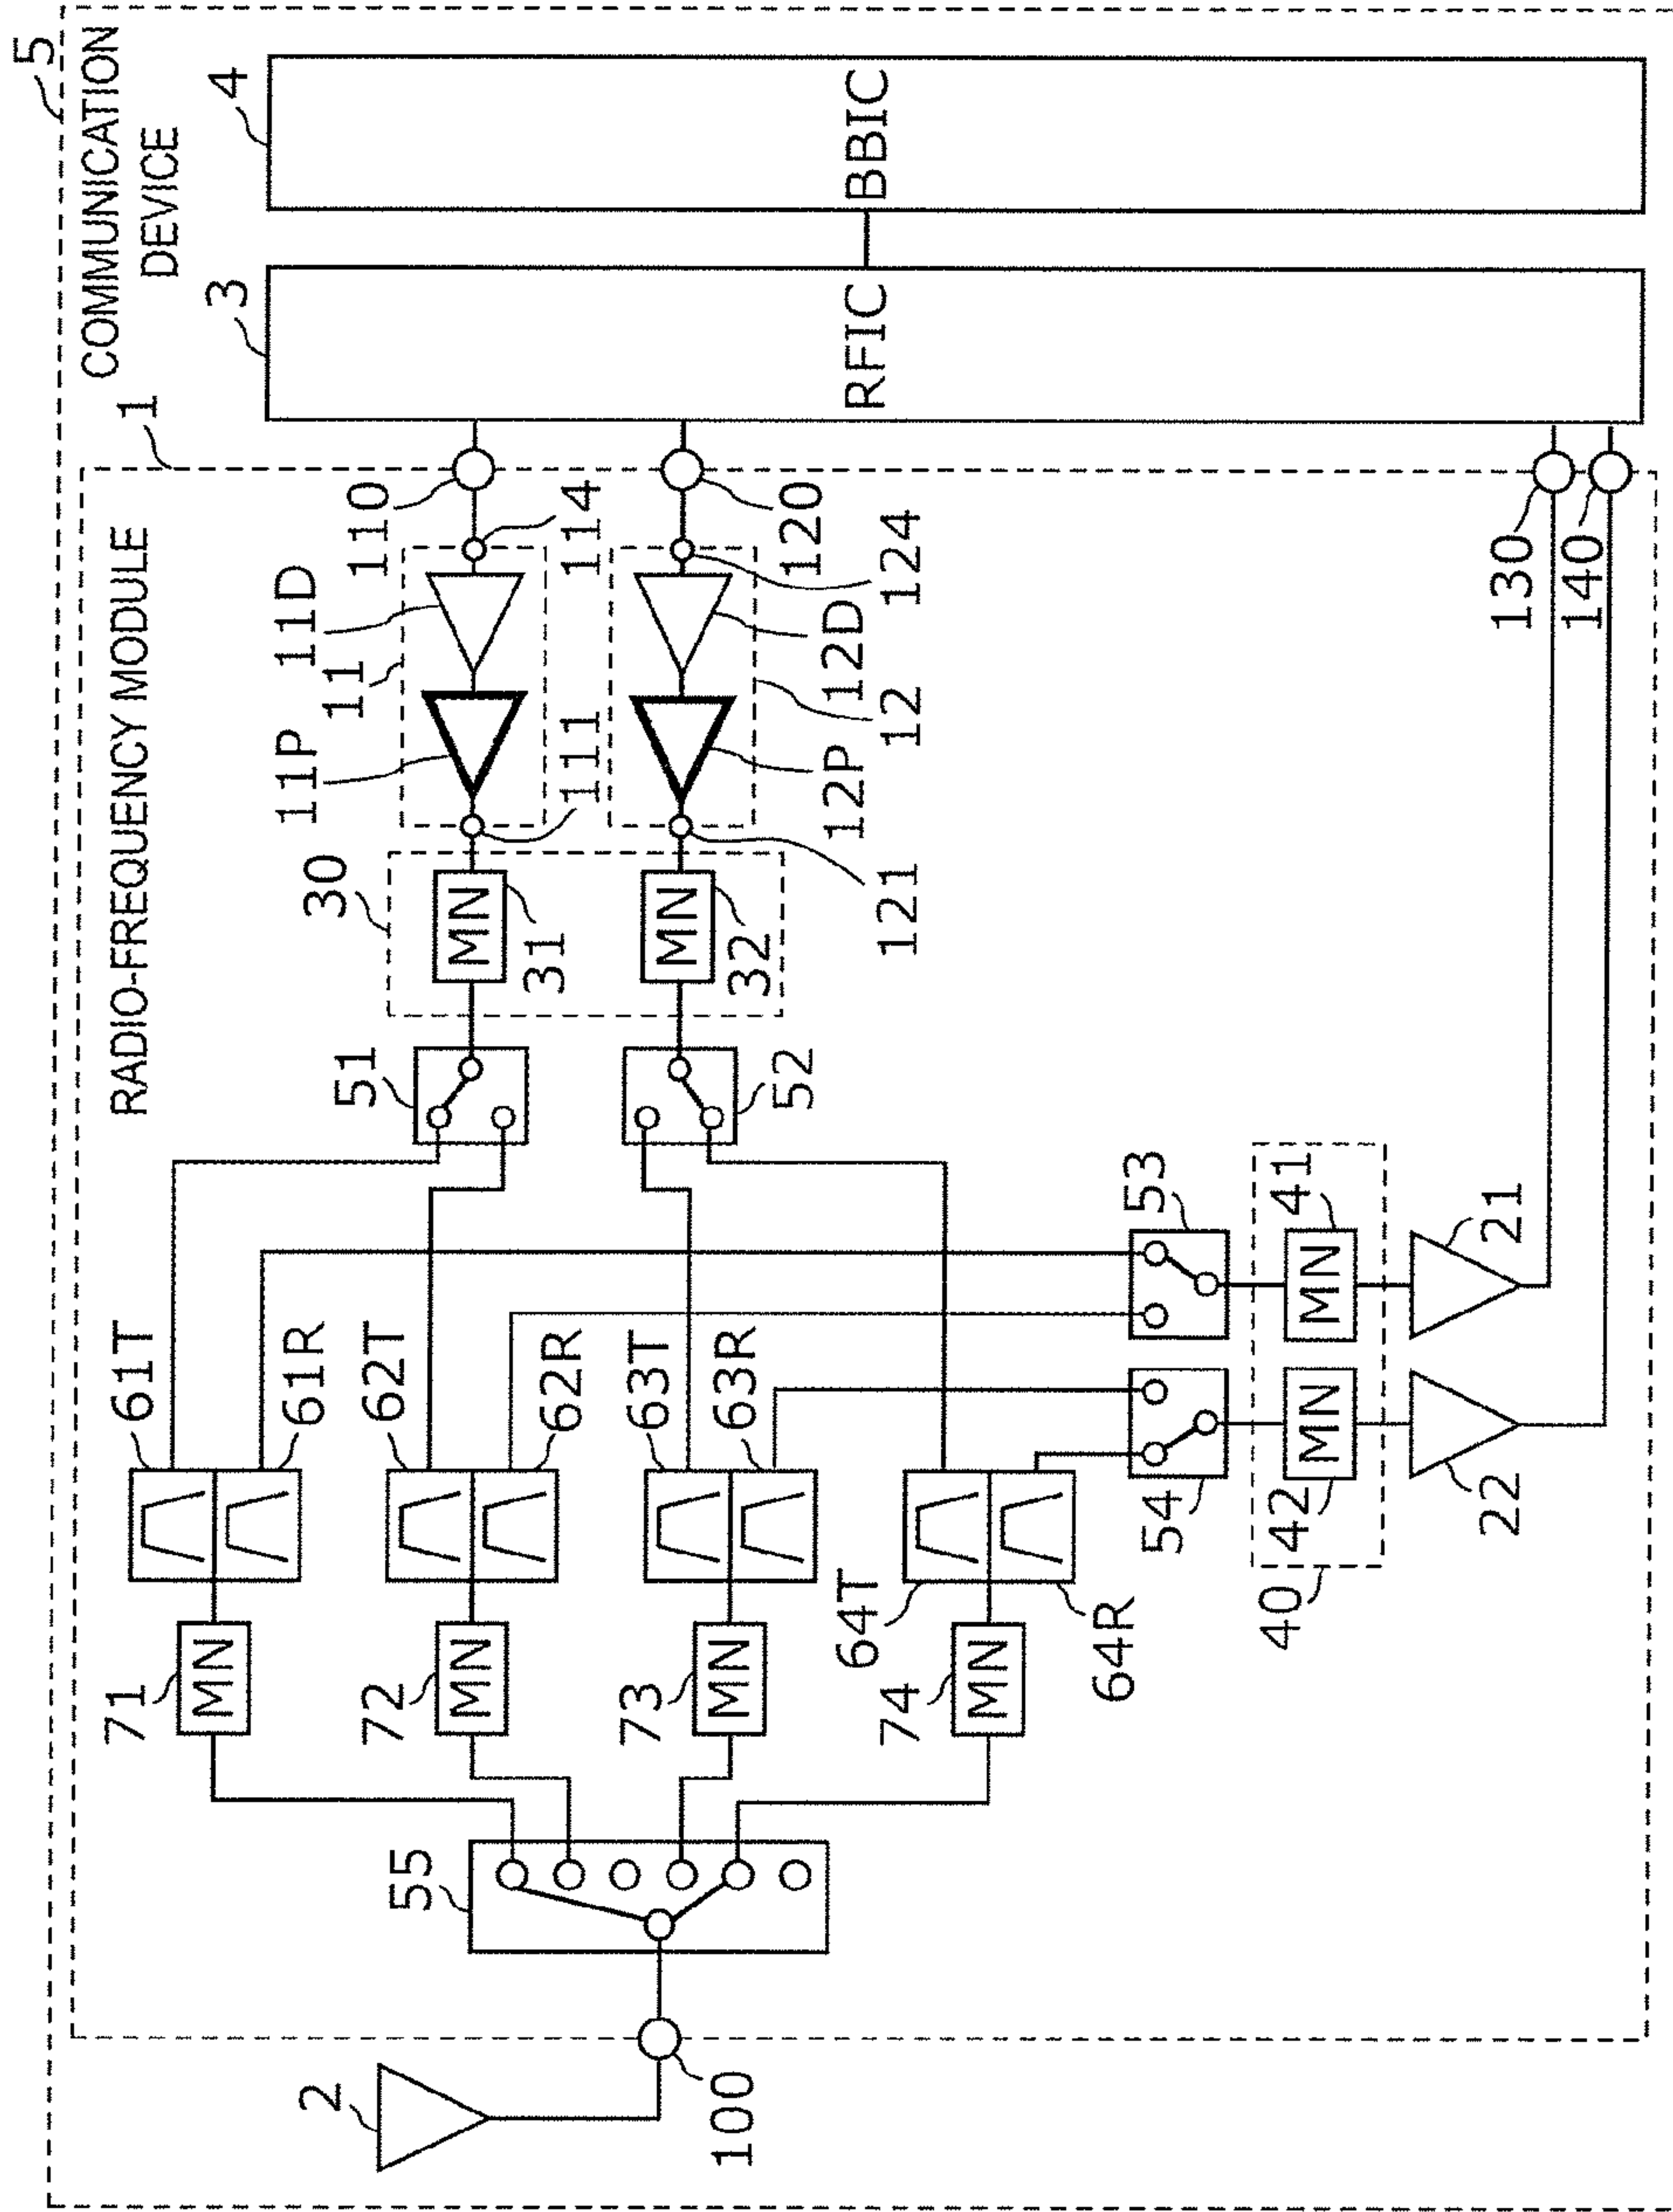 5
COMMUNICATION
DEVICE
1
RADIO-FREQUENCY MODULE
2
100
55
71
MN
72
MN
73
MN
74
MN
61T
61R
62T
62R
63T
63R
64T
64R
51
52
53
54
30
MN
31
MN
32
40
MN
41
MN
42
21
22
11P
11
11D
111
114
110
12P
12
12D
121
124
120
130
140
3
RFIC
4
BBIC